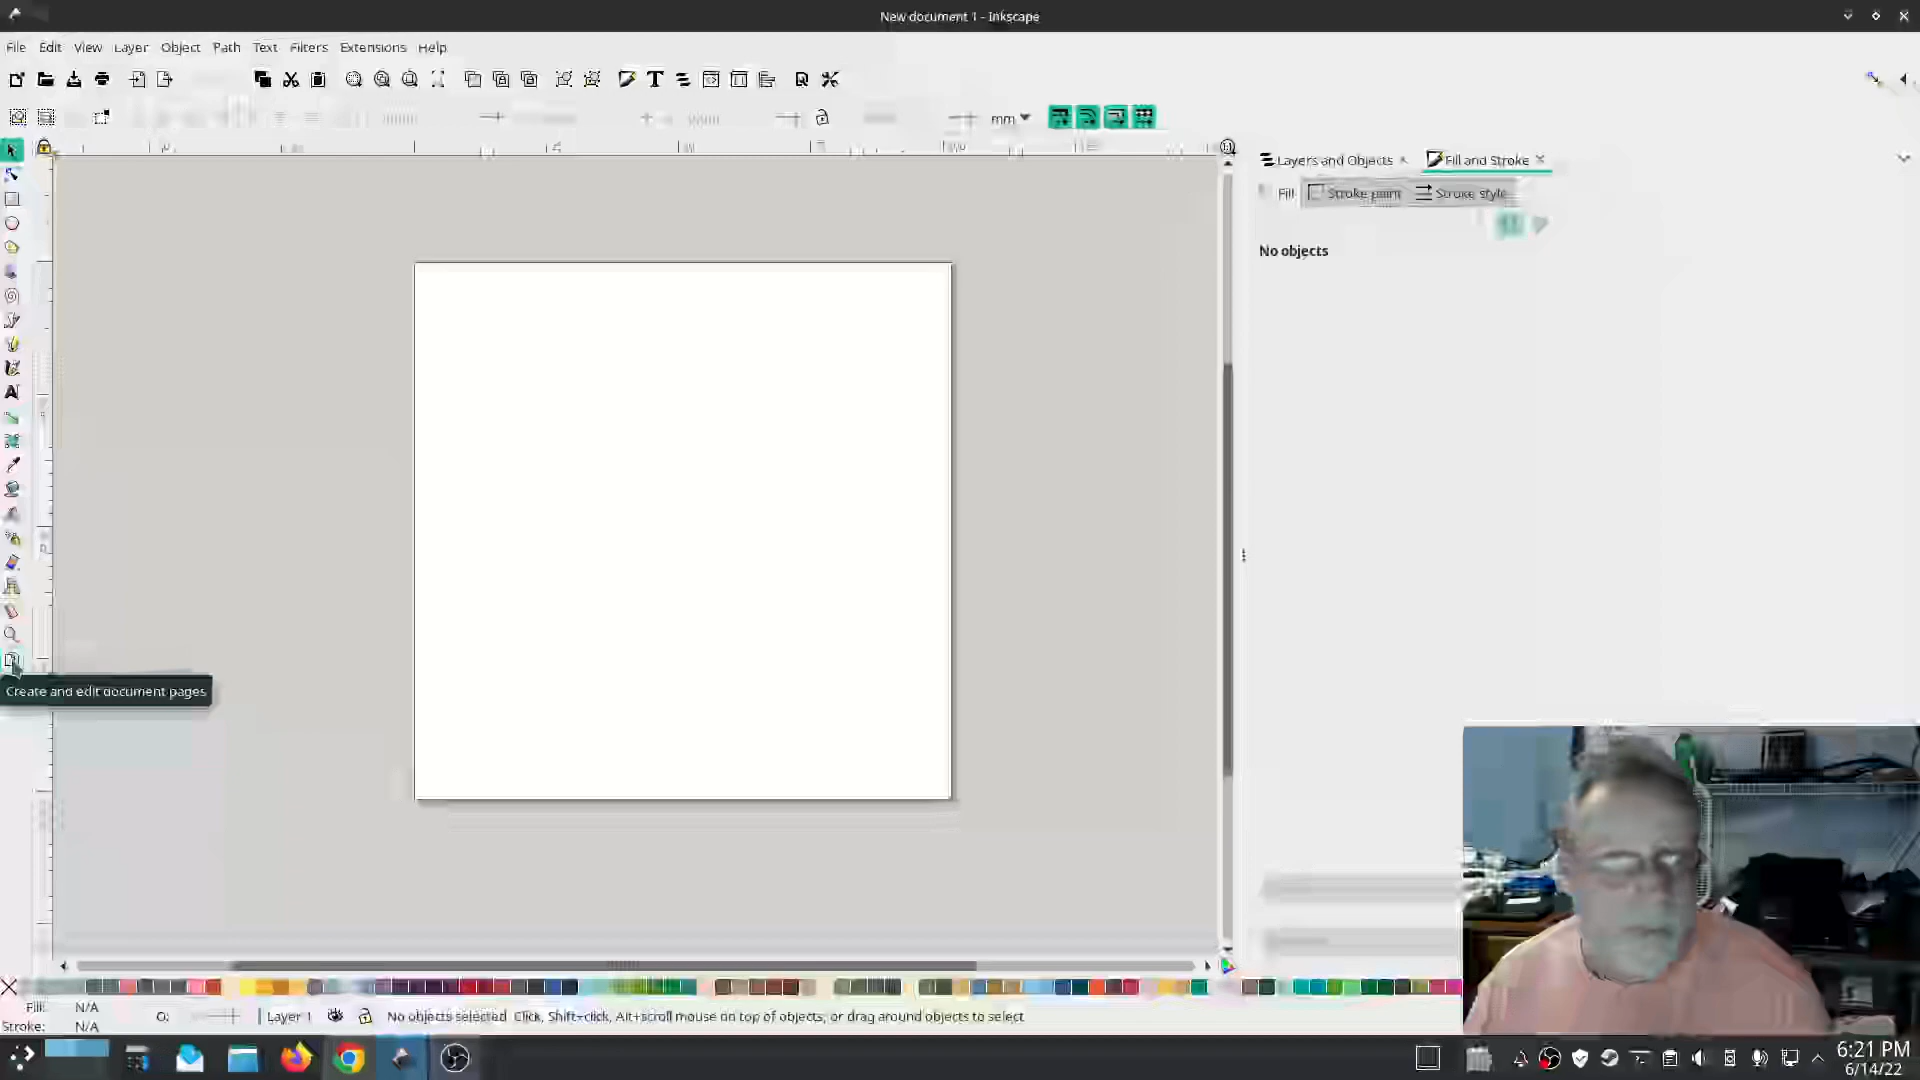 New document 1 - Inkscape
File Edit View Layer Object Path Text Filters Extensions Help
mm
Layers and Objects
Fill and Stroke
Fill
Stroke paint
Stroke style
No objects
Create and edit document pages
Fill: N/A
Stroke: N/A
O:
Layer 1
No objects selected. Click, Shift+click, Alt+scroll mouse on top of objects, or drag around objects to select.
6:21 PM
6/14/22